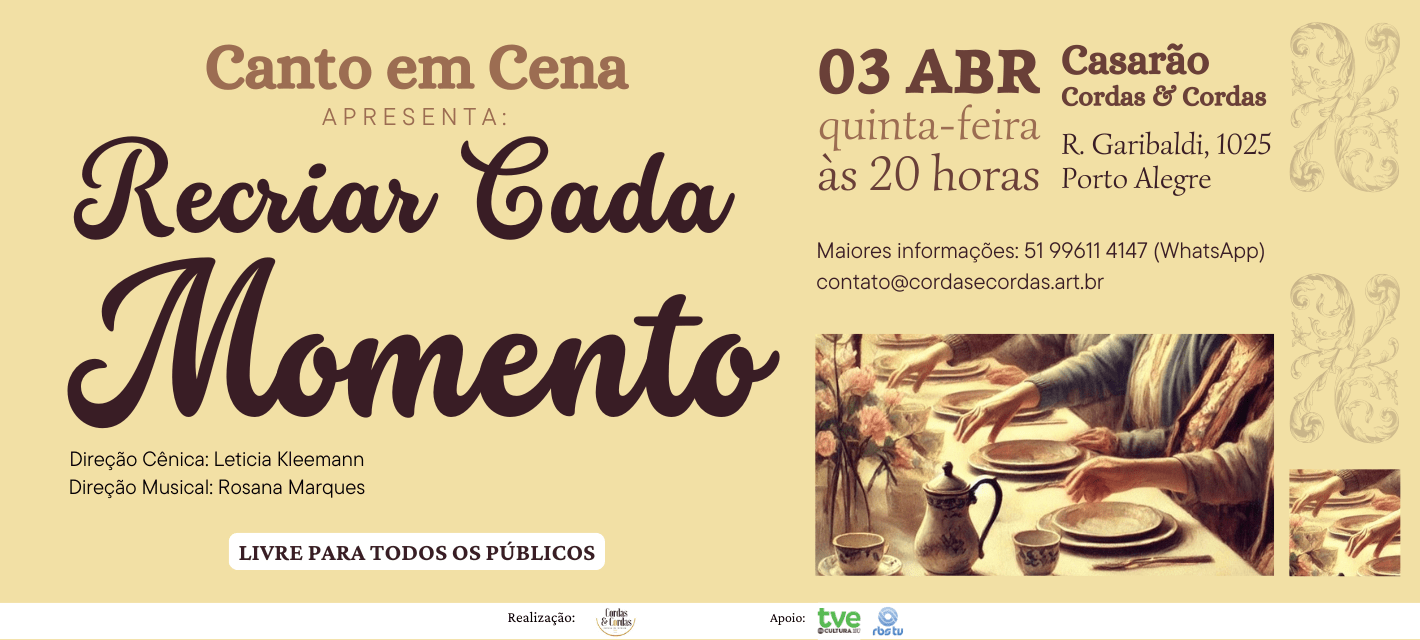 Canto em Cena
APRESENTA:
Recriar Cada
Momento
Direção Cênica: Leticia Kleemann
Direção Musical: Rosana Marques
LIVRE PARA TODOS OS PÚBLICOS
03 ABR
quinta-feira
às 20 horas
Casarão
Cordas & Cordas
R. Garibaldi, 1025
Porto Alegre
Maiores informações: 51 99611 4147 (WhatsApp)
contato@cordasecordas.art.br
Realização:
Cordas
& Cordas
Apoio:
tve
CULTURA
rbs tv